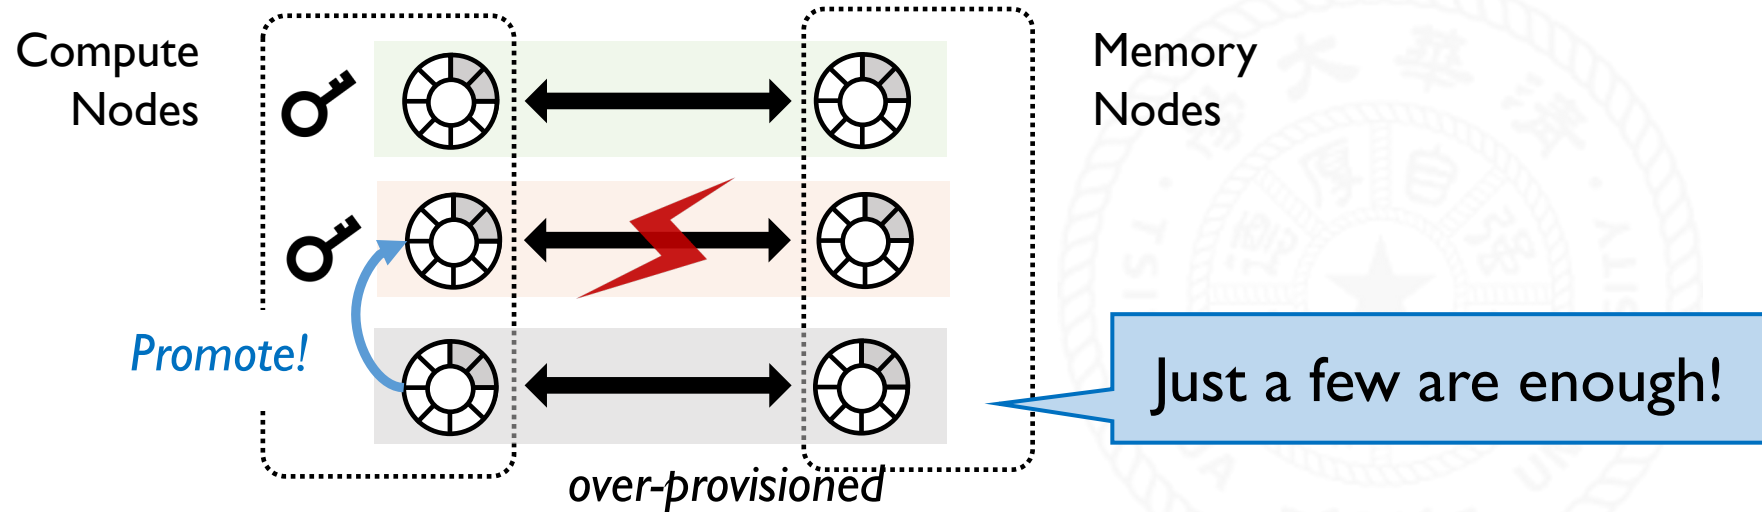 Compute
Nodes
Memory
Nodes
Promote!
Just a few are enough!
over-provisioned